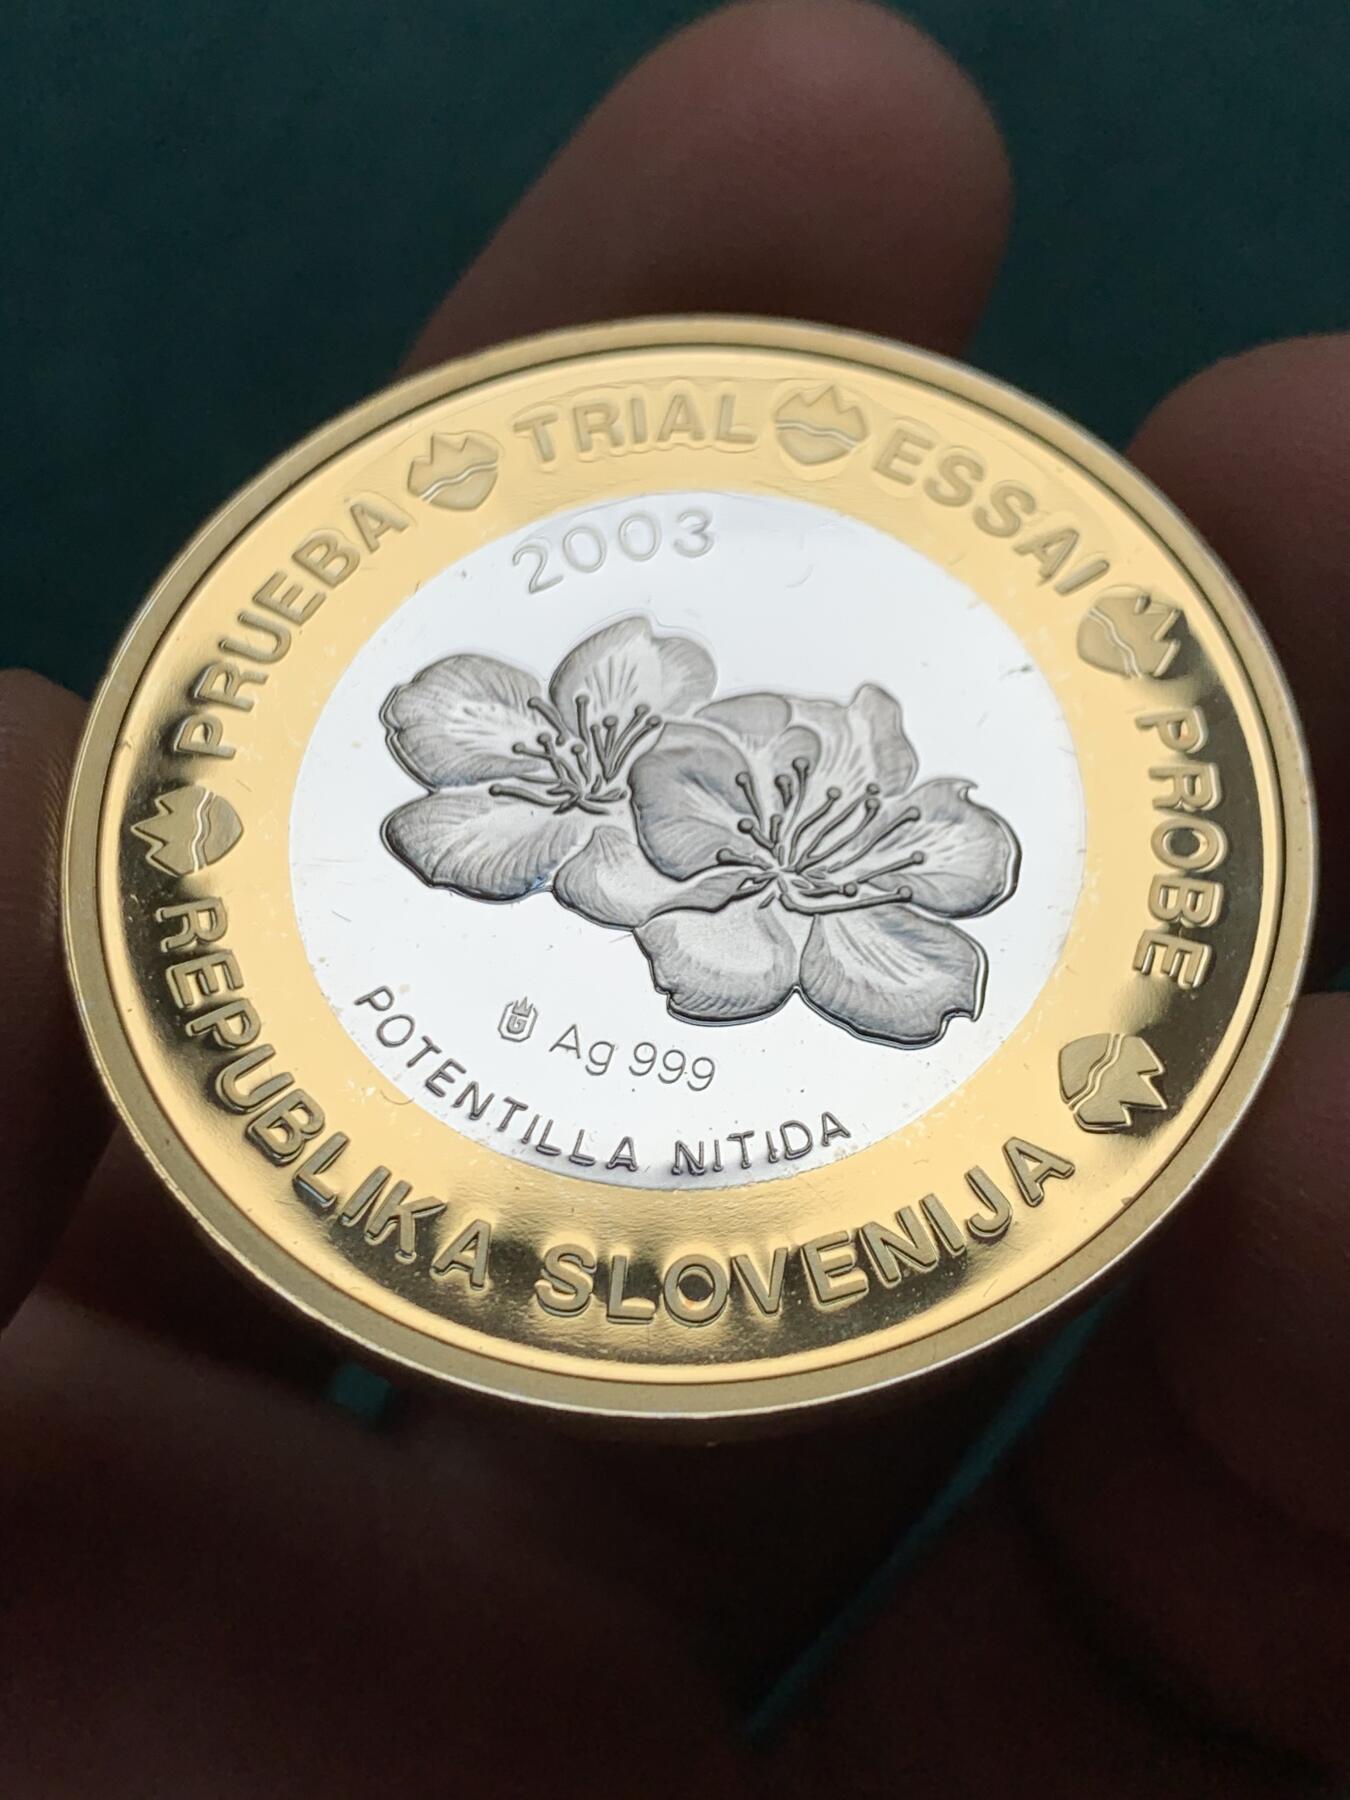 PRUEBA TRIAL ESSAI PROBE
2003
G Ag 999
POTENTILLA NITIDA
REPUBLIKA SLOVENIJA